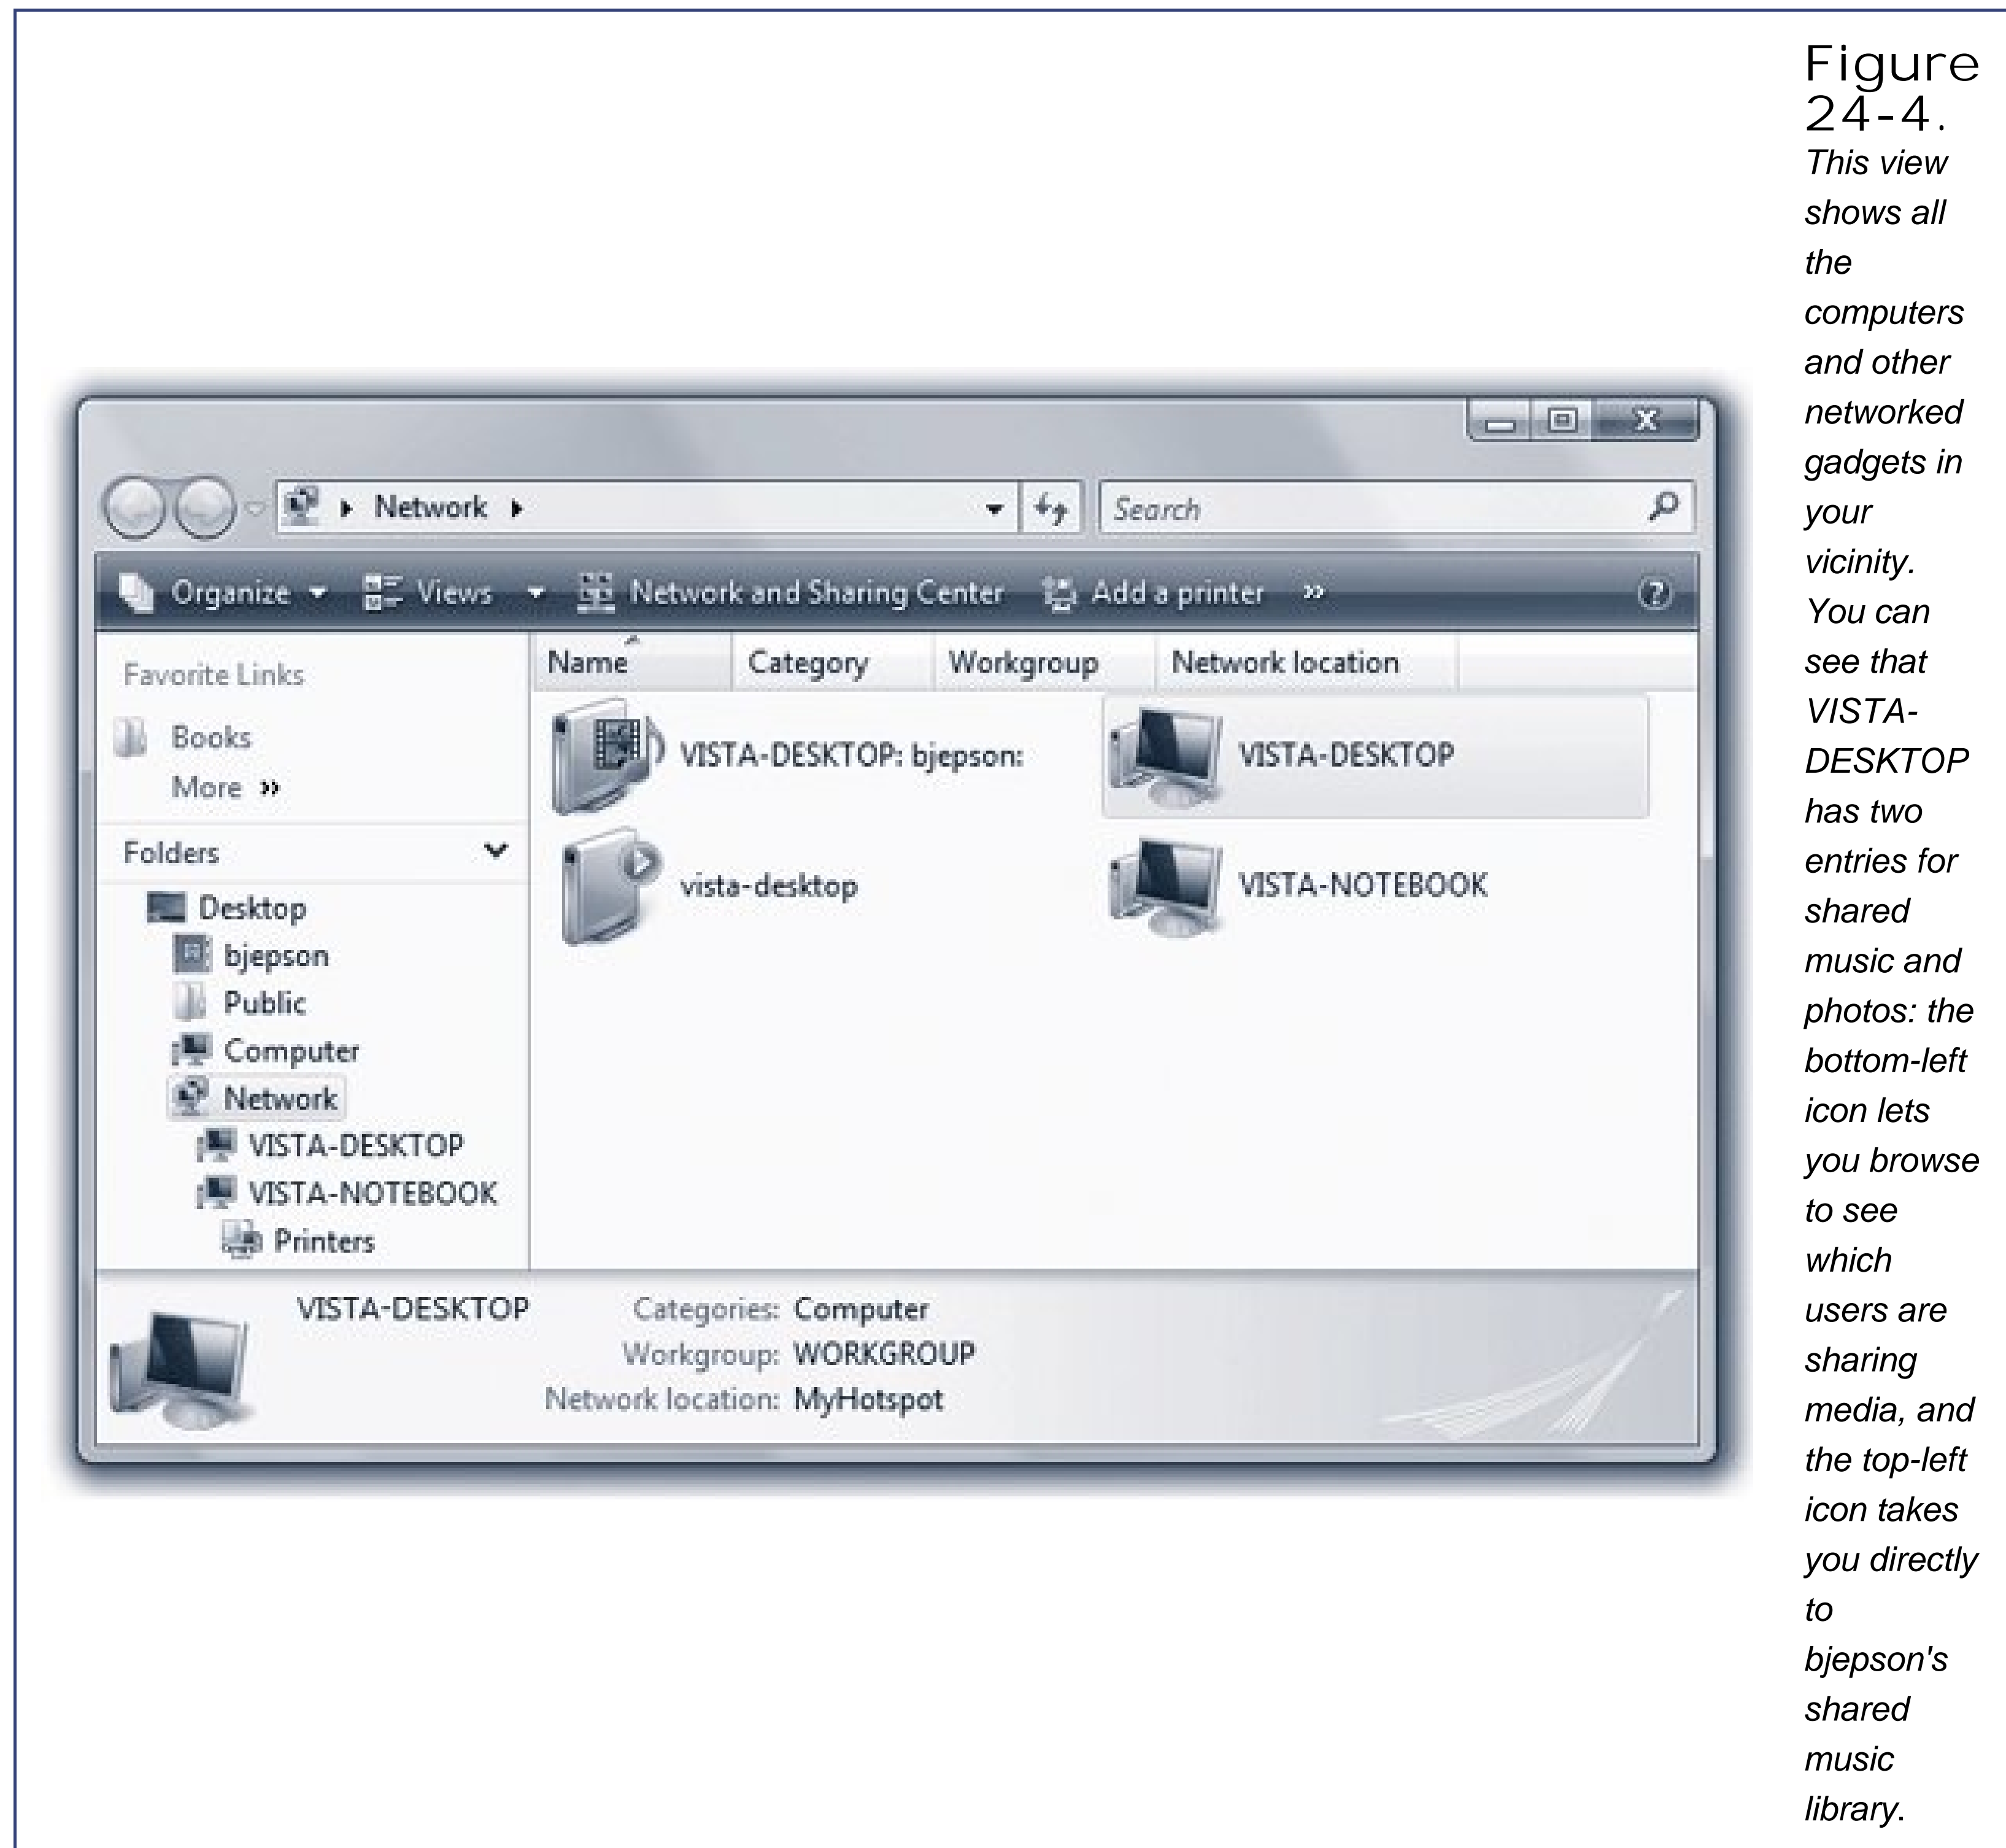 Network
Search
Organize Views Network and Sharing Center Add a printer »
Favorite Links
Books
More »
Folders
Desktop
bjepson
Public
Computer
Network
VISTA-DESKTOP
VISTA-NOTEBOOK
Printers
Name Category Workgroup Network location
VISTA-DESKTOP: bjepson: VISTA-DESKTOP
vista-desktop VISTA-NOTEBOOK
VISTA-DESKTOP Categories: Computer
Workgroup: WORKGROUP
Network location: MyHotspot
Figure
24-4.
This view
shows all
the
computers
and other
networked
gadgets in
your
vicinity.
You can
see that
VISTA-
DESKTOP
has two
entries for
shared
music and
photos: the
bottom-left
icon lets
you browse
to see
which
users are
sharing
media, and
the top-left
icon takes
you directly
to
bjepson's
shared
music
library.